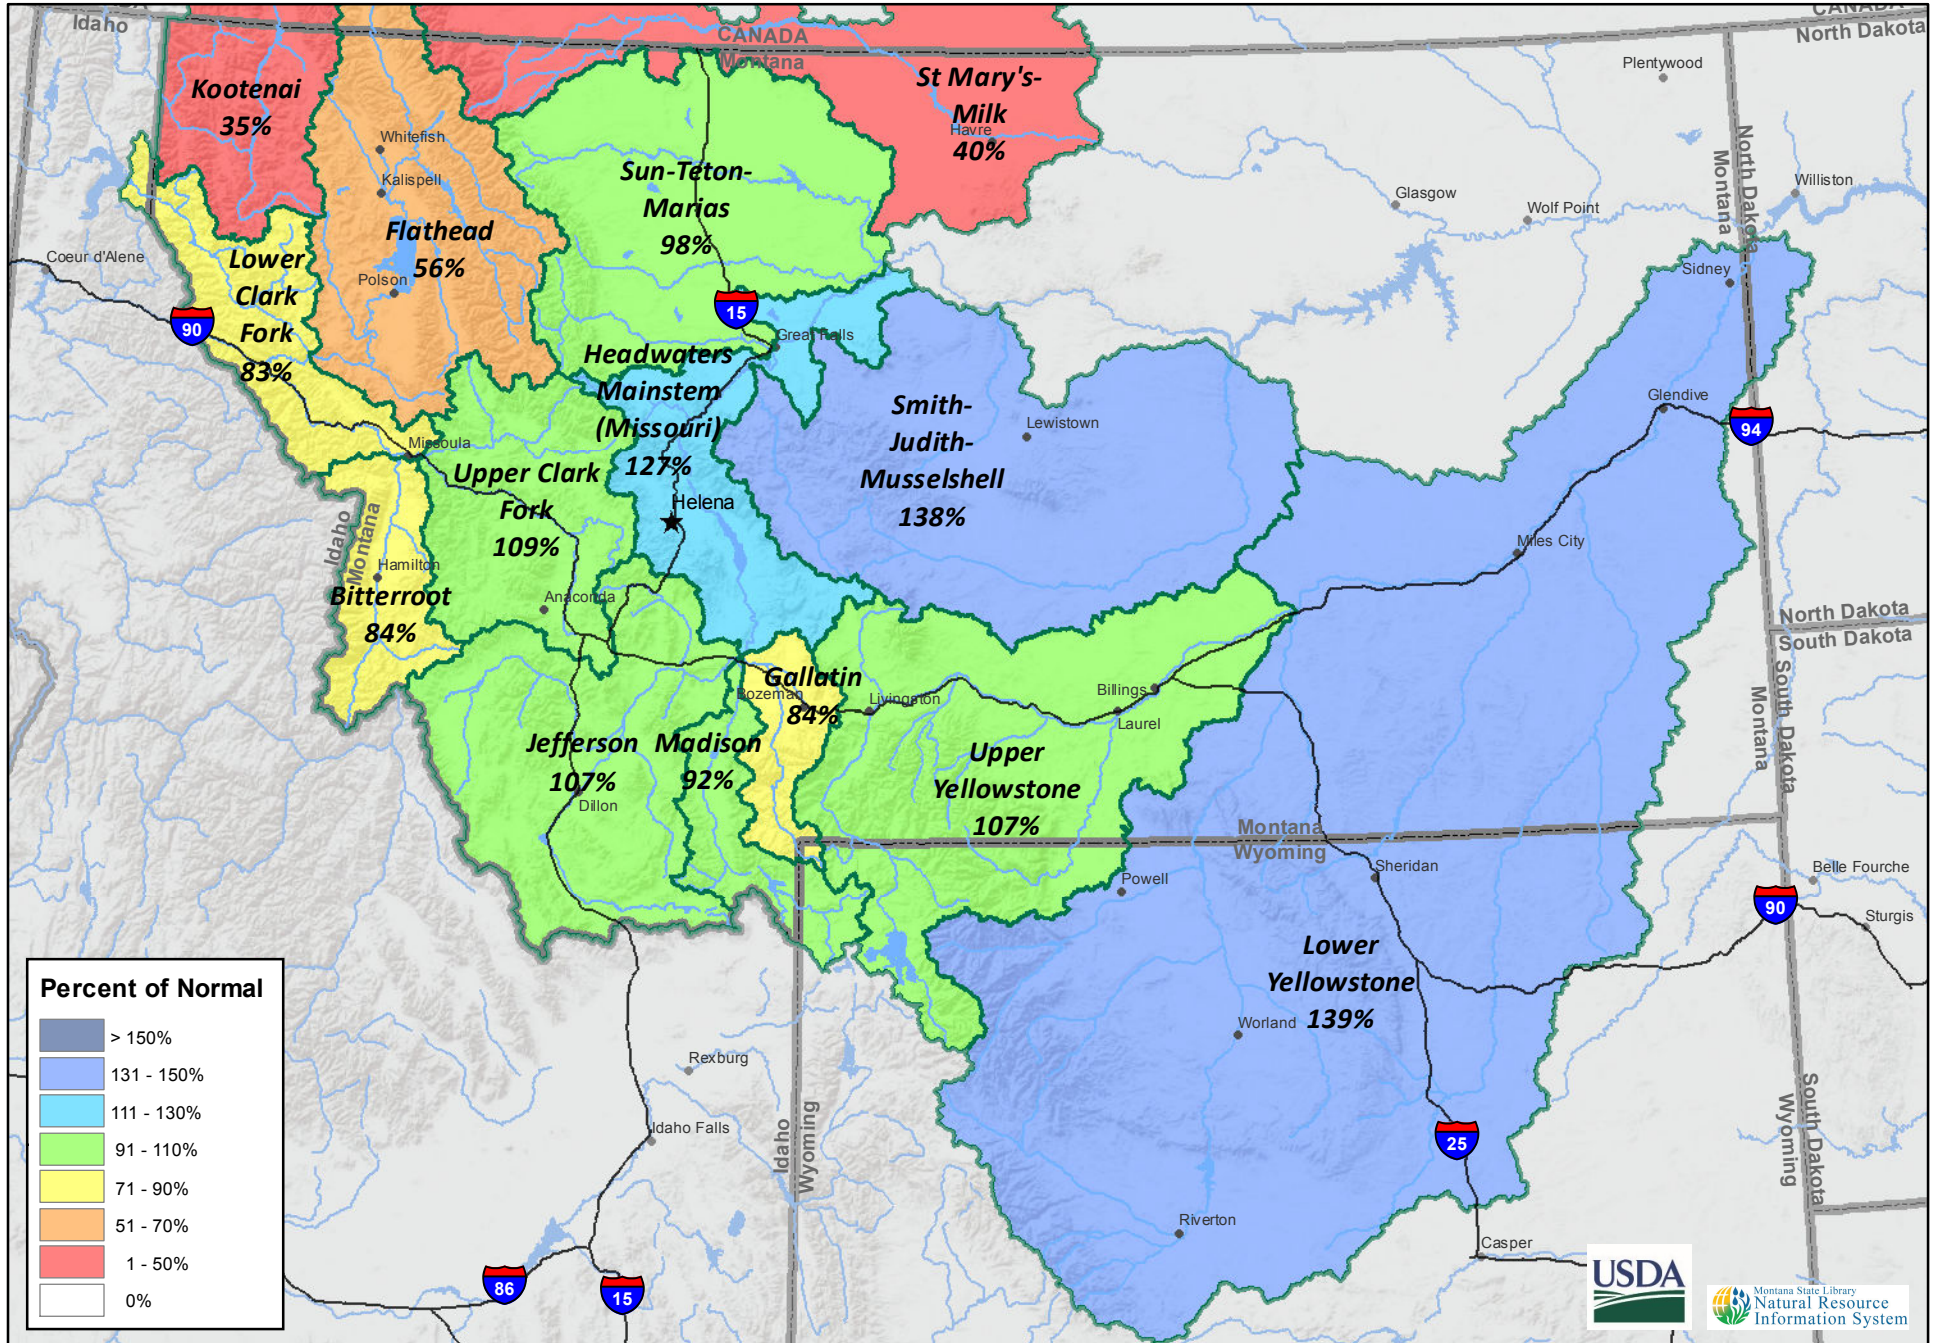 CANADA
Idaho
CANADA
Montana
CANADA
North Dakota
Kootenai
35%
St Mary's-
Milk
Havre
40%
Plentywood
Whitefish
Kalispell
Sun-Teton-
Marias
98%
North Dakota
Montana
Glasgow
Wolf Point
Williston
Flathead
56%
Polson
Coeur d'Alene
Lower
Clark
Fork
83%
90
15
Great Falls
Sidney
Headwaters
Mainstem
(Missouri)
127%
Helena
Smith-
Judith-
Musselshell
138%
Lewistown
Glendive
94
Missoula
Upper Clark
Fork
109%
Idaho
Montana
Hamilton
Bitterroot
84%
Anaconda
Miles City
North Dakota
South Dakota
Gallatin
84%
Bozeman
Livingston
Billings
Laurel
Jefferson
107%
Dillon
Madison
92%
Upper
Yellowstone
107%
South Dakota
Montana
Montana
Wyoming
Sheridan
Powell
Belle Fourche
90
Sturgis
Lower
Yellowstone
139%
Worland
Percent of Normal
> 150%
131 - 150%
111 - 130%
91 - 110%
71 - 90%
51 - 70%
1 - 50%
0%
Rexburg
Idaho Falls
Idaho
Wyoming
South Dakota
Wyoming
25
Riverton
Casper
86
15
USDA
Montana State Library
Natural Resource
Information System